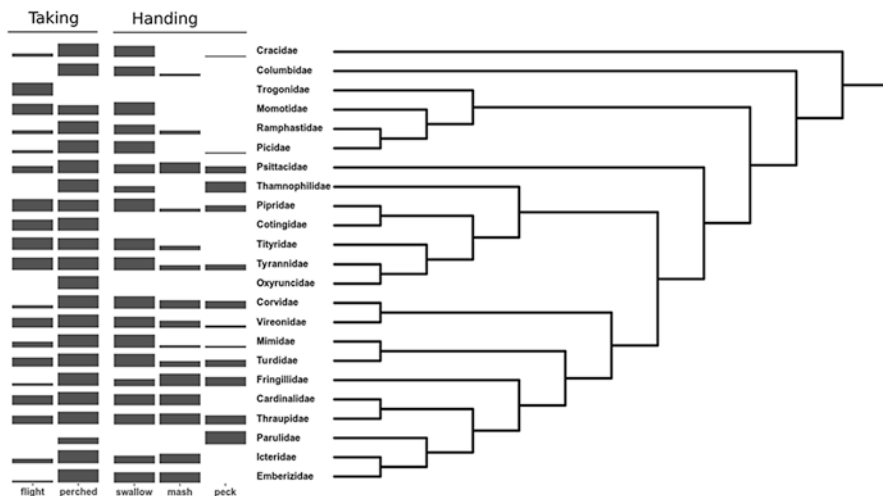 Taking Handing
Cracidae
Columbidae
Trogonidae
Momotidae
Ramphastidae
Picidae
Psittacidae
Thamnophilidae
Pipridae
Cotingidae
Tityridae
Tyrannidae
Oxyruncidae
Corvidae
Vireonidae
Mimidae
Turdidae
Fringillidae
Cardinalidae
Thraupidae
Parulidae
Icteridae
Emberizidae
flight perched swallow mash peck